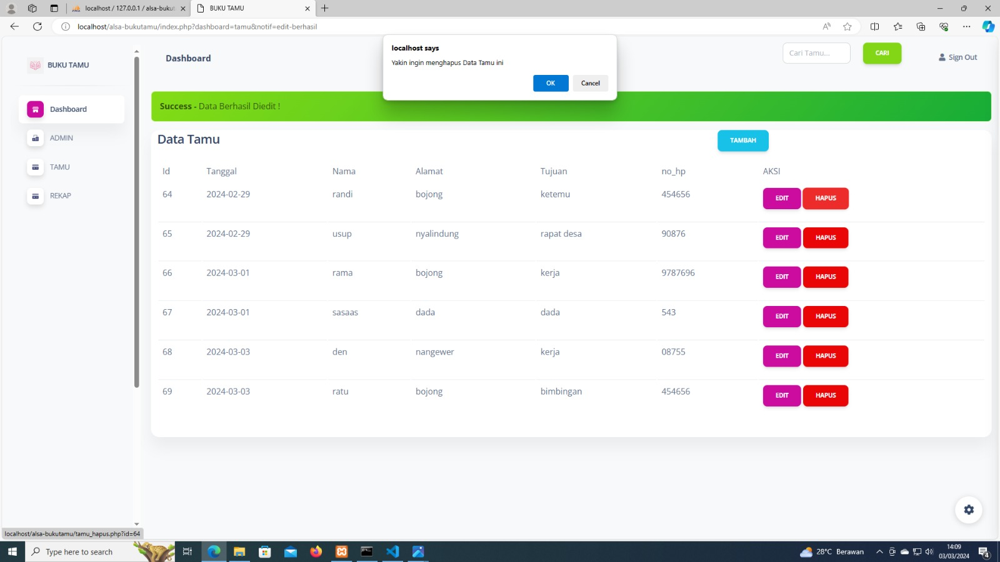 localhost / 127.0.0.1 / alsa-bukut
BUKU TAMU
localhost/alsa-bukutamu/index.php?dashboard=tamu&notif=edit-berhasil
localhost says
Yakin ingin menghapus Data Tamu ini
OK Cancel
BUKU TAMU
Dashboard
Cari Tamu...
CARI
Sign Out
Dashboard
ADMIN
TAMU
REKAP
Success - Data Berhasil Diedit !
Data Tamu
TAMBAH
Id Tanggal Nama Alamat Tujuan no_hp AKSI
64 2024-02-29 randi bojong ketemu 454656 EDIT HAPUS
65 2024-02-29 usup nyalindung rapat desa 90876 EDIT HAPUS
66 2024-03-01 rama bojong kerja 9787696 EDIT HAPUS
67 2024-03-01 sasaas dada dada 543 EDIT HAPUS
68 2024-03-03 den nangewer kerja 08755 EDIT HAPUS
69 2024-03-03 ratu bojong bimbingan 454656 EDIT HAPUS
localhost/alsa-bukutamu/tamu_hapus.php?id=64
Type here to search
28°C Berawan
14:09
03/03/2024
4